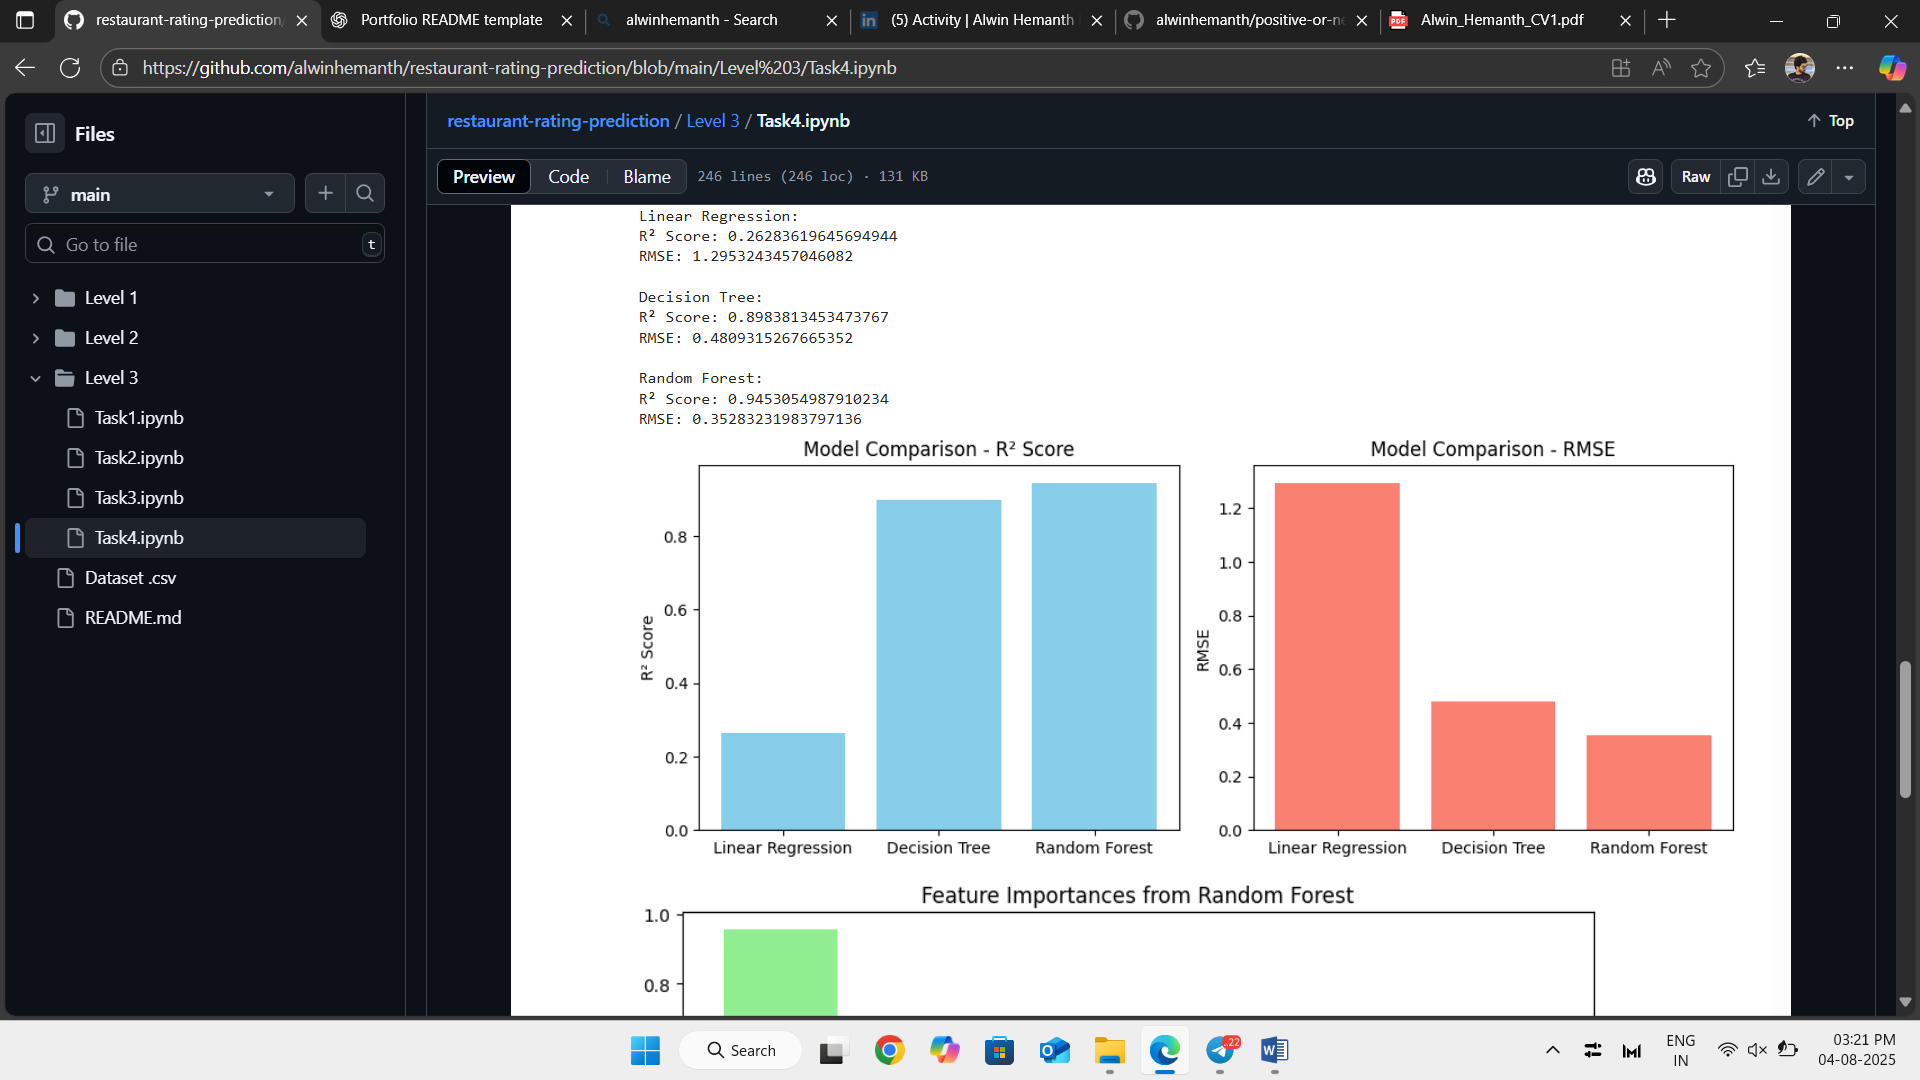 restaurant-rating-prediction/
Portfolio README template
alwinhemanth - Search
(5) Activity | Alwin Hemanth
alwinhemanth/positive-or-ne
PDF
Alwin_Hemanth_CV1.pdf
https://github.com/alwinhemanth/restaurant-rating-prediction/blob/main/Level%203/Task4.ipynb
Files
main
Go to file
t
Level 1
Level 2
Level 3
Task1.ipynb
Task2.ipynb
Task3.ipynb
Task4.ipynb
Dataset .csv
README.md
restaurant-rating-prediction / Level 3 / Task4.ipynb
Top
Preview Code Blame 246 lines (246 loc) · 131 KB
Raw
Linear Regression:
R² Score: 0.26283619645694944
RMSE: 1.2953243457046082
Decision Tree:
R² Score: 0.8983813453473767
RMSE: 0.4809315267665352
Random Forest:
R² Score: 0.9453054987910234
RMSE: 0.35283231983797136
Model Comparison - R² Score
R² Score
0.8
0.6
0.4
0.2
0.0
Linear Regression Decision Tree Random Forest
Model Comparison - RMSE
RMSE
1.2
1.0
0.8
0.6
0.4
0.2
0.0
Linear Regression Decision Tree Random Forest
Feature Importances from Random Forest
1.0
0.8
Search
22
ENG
IN
03:21 PM
04-08-2025